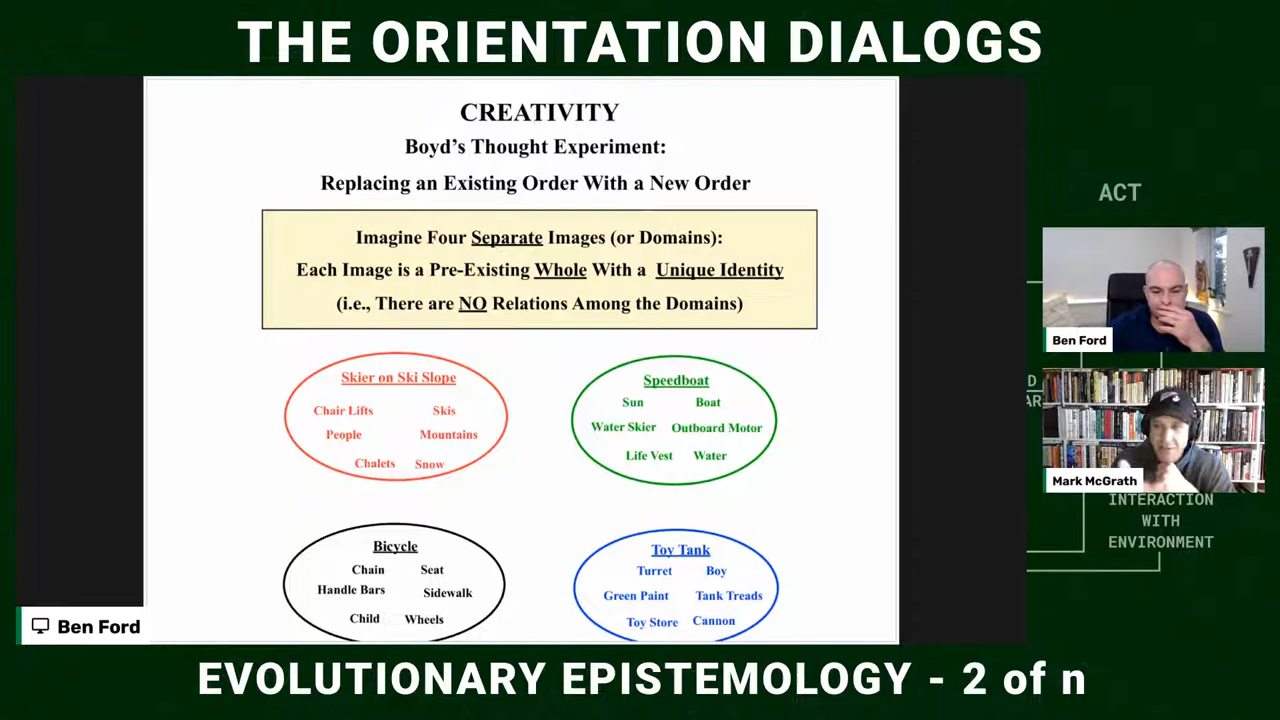 THE ORIENTATION DIALOGS
CREATIVITY
Boyd's Thought Experiment:
Replacing an Existing Order With a New Order
Imagine Four Separate Images (or Domains):
Each Image is a Pre-Existing Whole With a Unique Identity
(i.e., There are NO Relations Among the Domains)
Skier on Ski Slope
Chair Lifts Skis
People Mountains
Chalets Snow
Speedboat
Sun Boat
Water Skier Outboard Motor
Life Vest Water
Bicycle
Chain Seat
Handle Bars Sidewalk
Child Wheels
Toy Tank
Turret Boy
Green Paint Tank Treads
Toy Store Cannon
Ben Ford
ACT
Ben Ford
D
AR
Mark McGrath
INTERACTION
WITH
ENVIRONMENT
EVOLUTIONARY EPISTEMOLOGY - 2 of n